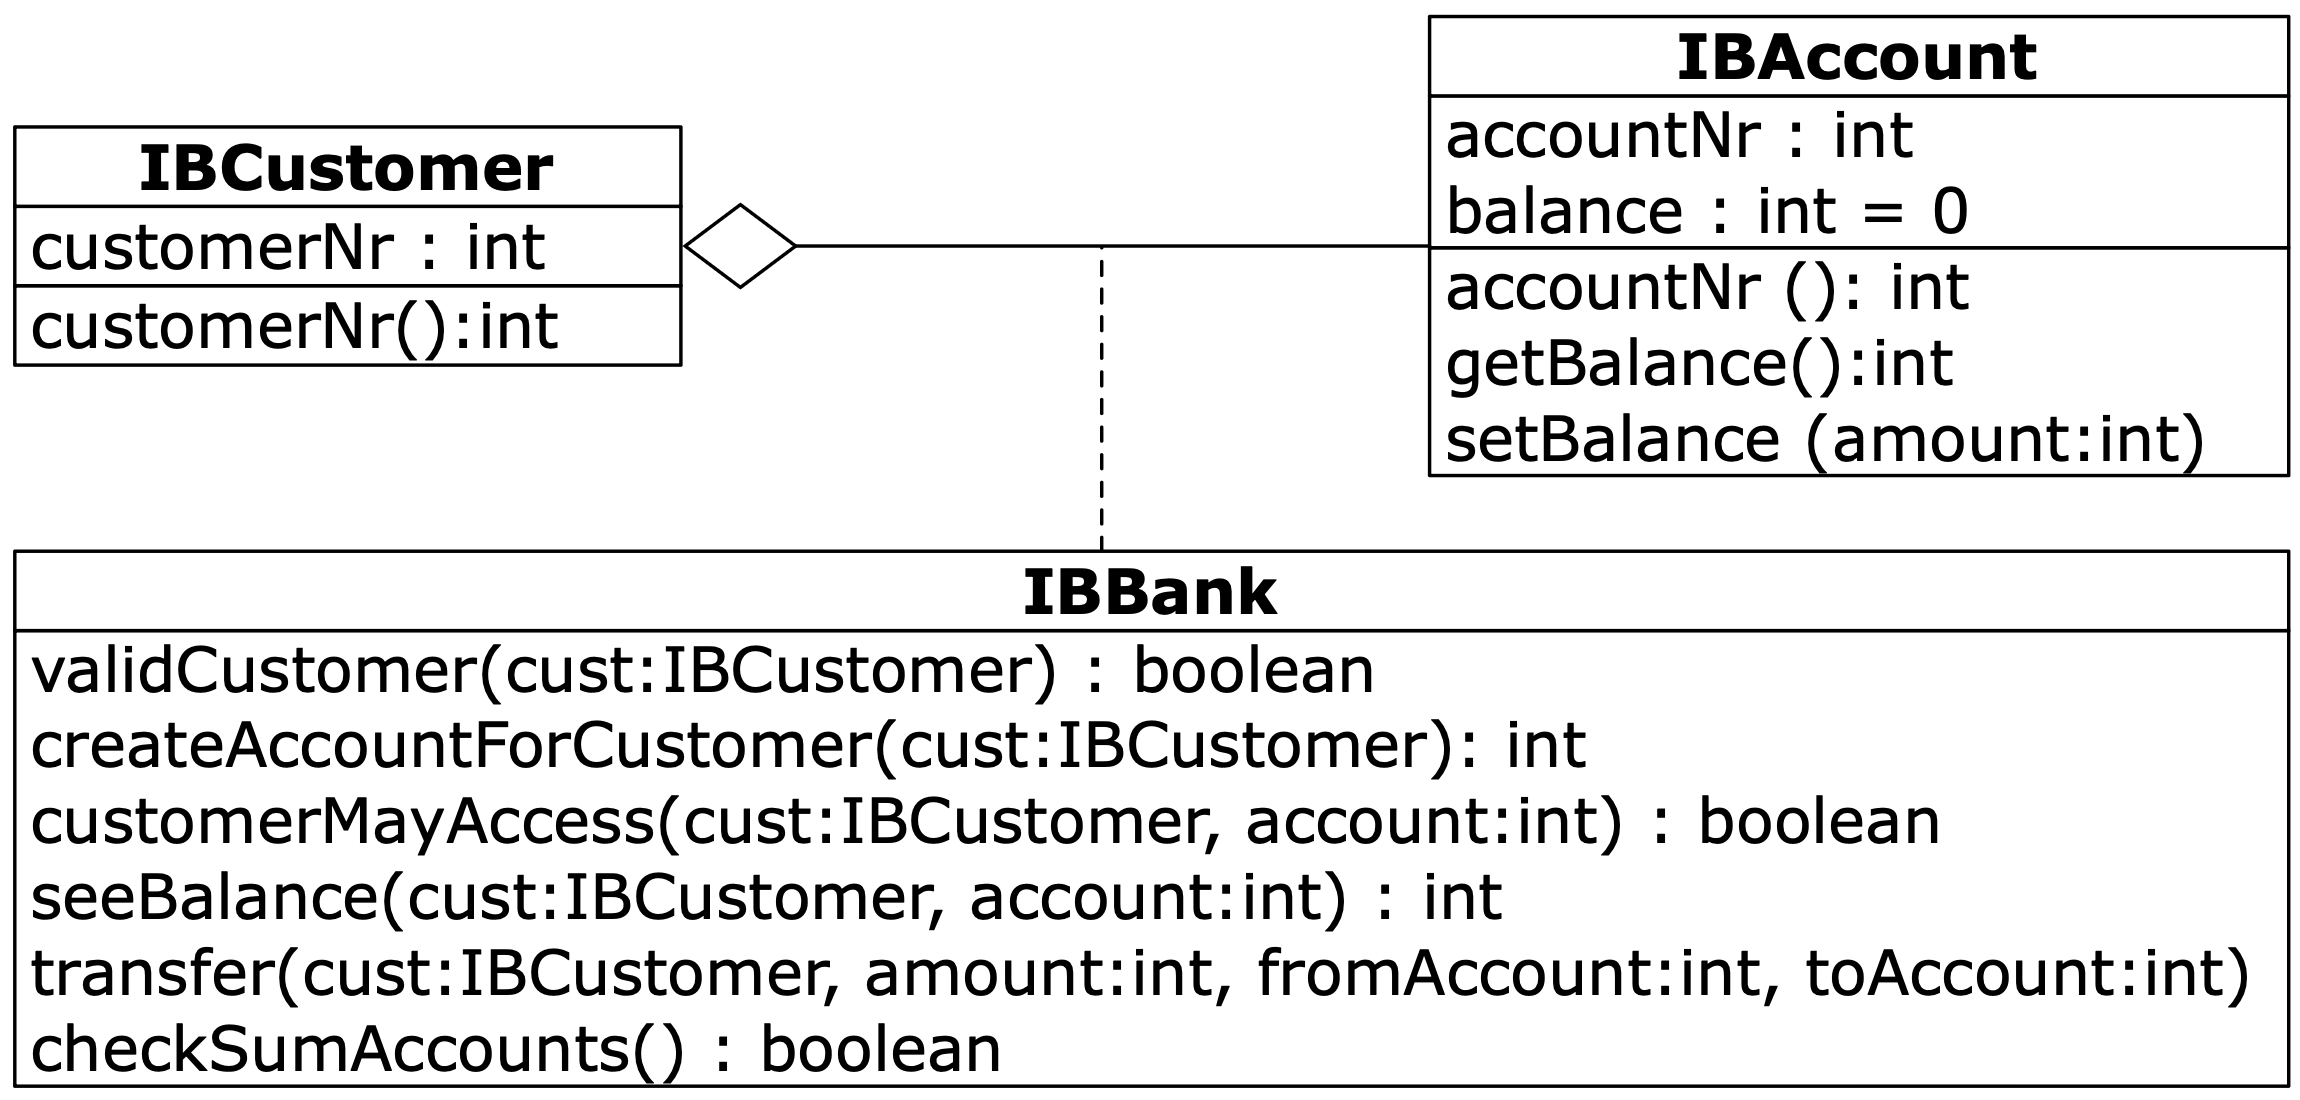 IBCustomer
customerNr : int
customerNr():int
IBAccount
accountNr : int
balance : int = 0
accountNr (): int
getBalance():int
setBalance (amount:int)
IBBank
validCustomer(cust:IBCustomer) : boolean
createAccountForCustomer(cust:IBCustomer): int
customerMayAccess(cust:IBCustomer, account:int) : boolean
seeBalance(cust:IBCustomer, account:int) : int
transfer(cust:IBCustomer, amount:int, fromAccount:int, toAccount:int)
checkSumAccounts() : boolean